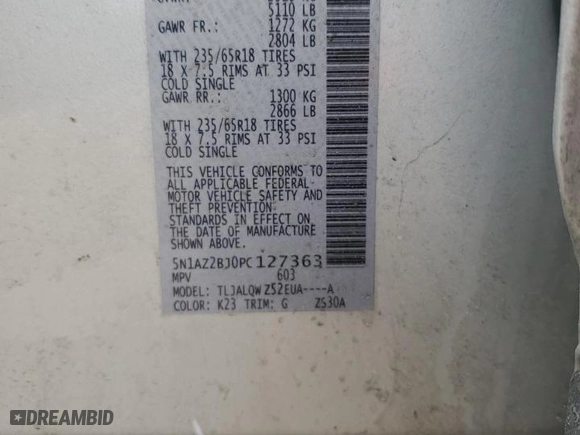 5110 LB
GAWR FR.: 1272 KG
2804 LB
WITH 235/65R18 TIRES
18 X 7.5 RIMS AT 33 PSI
COLD SINGLE
GAWR RR.: 1300 KG
2866 LB
WITH 235/65R18 TIRES
18 X 7.5 RIMS AT 33 PSI
COLD SINGLE
THIS VEHICLE CONFORMS TO
ALL APPLICABLE FEDERAL
MOTOR VEHICLE SAFETY AND
THEFT PREVENTION
STANDARDS IN EFFECT ON
THE DATE OF MANUFACTURE
SHOWN ABOVE.
5N1AZ2BJ0PC127363
MPV 603
MODEL: TLJALQW Z52EUA----A
COLOR: K23 TRIM: G Z530A
DREAMBID